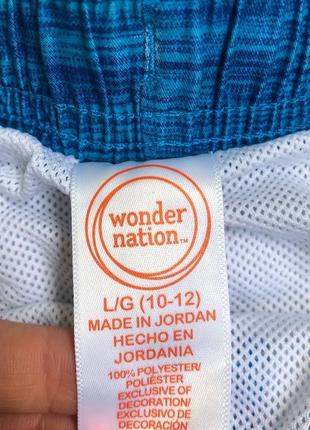 wonder
nation™
L/G (10-12)
MADE IN JORDAN
HECHO EN
JORDANIA
100% POLYESTER/
POLIÉSTER
EXCLUSIVE OF
DECORATION/
EXCLUSIVO DE
DECORACIÓN